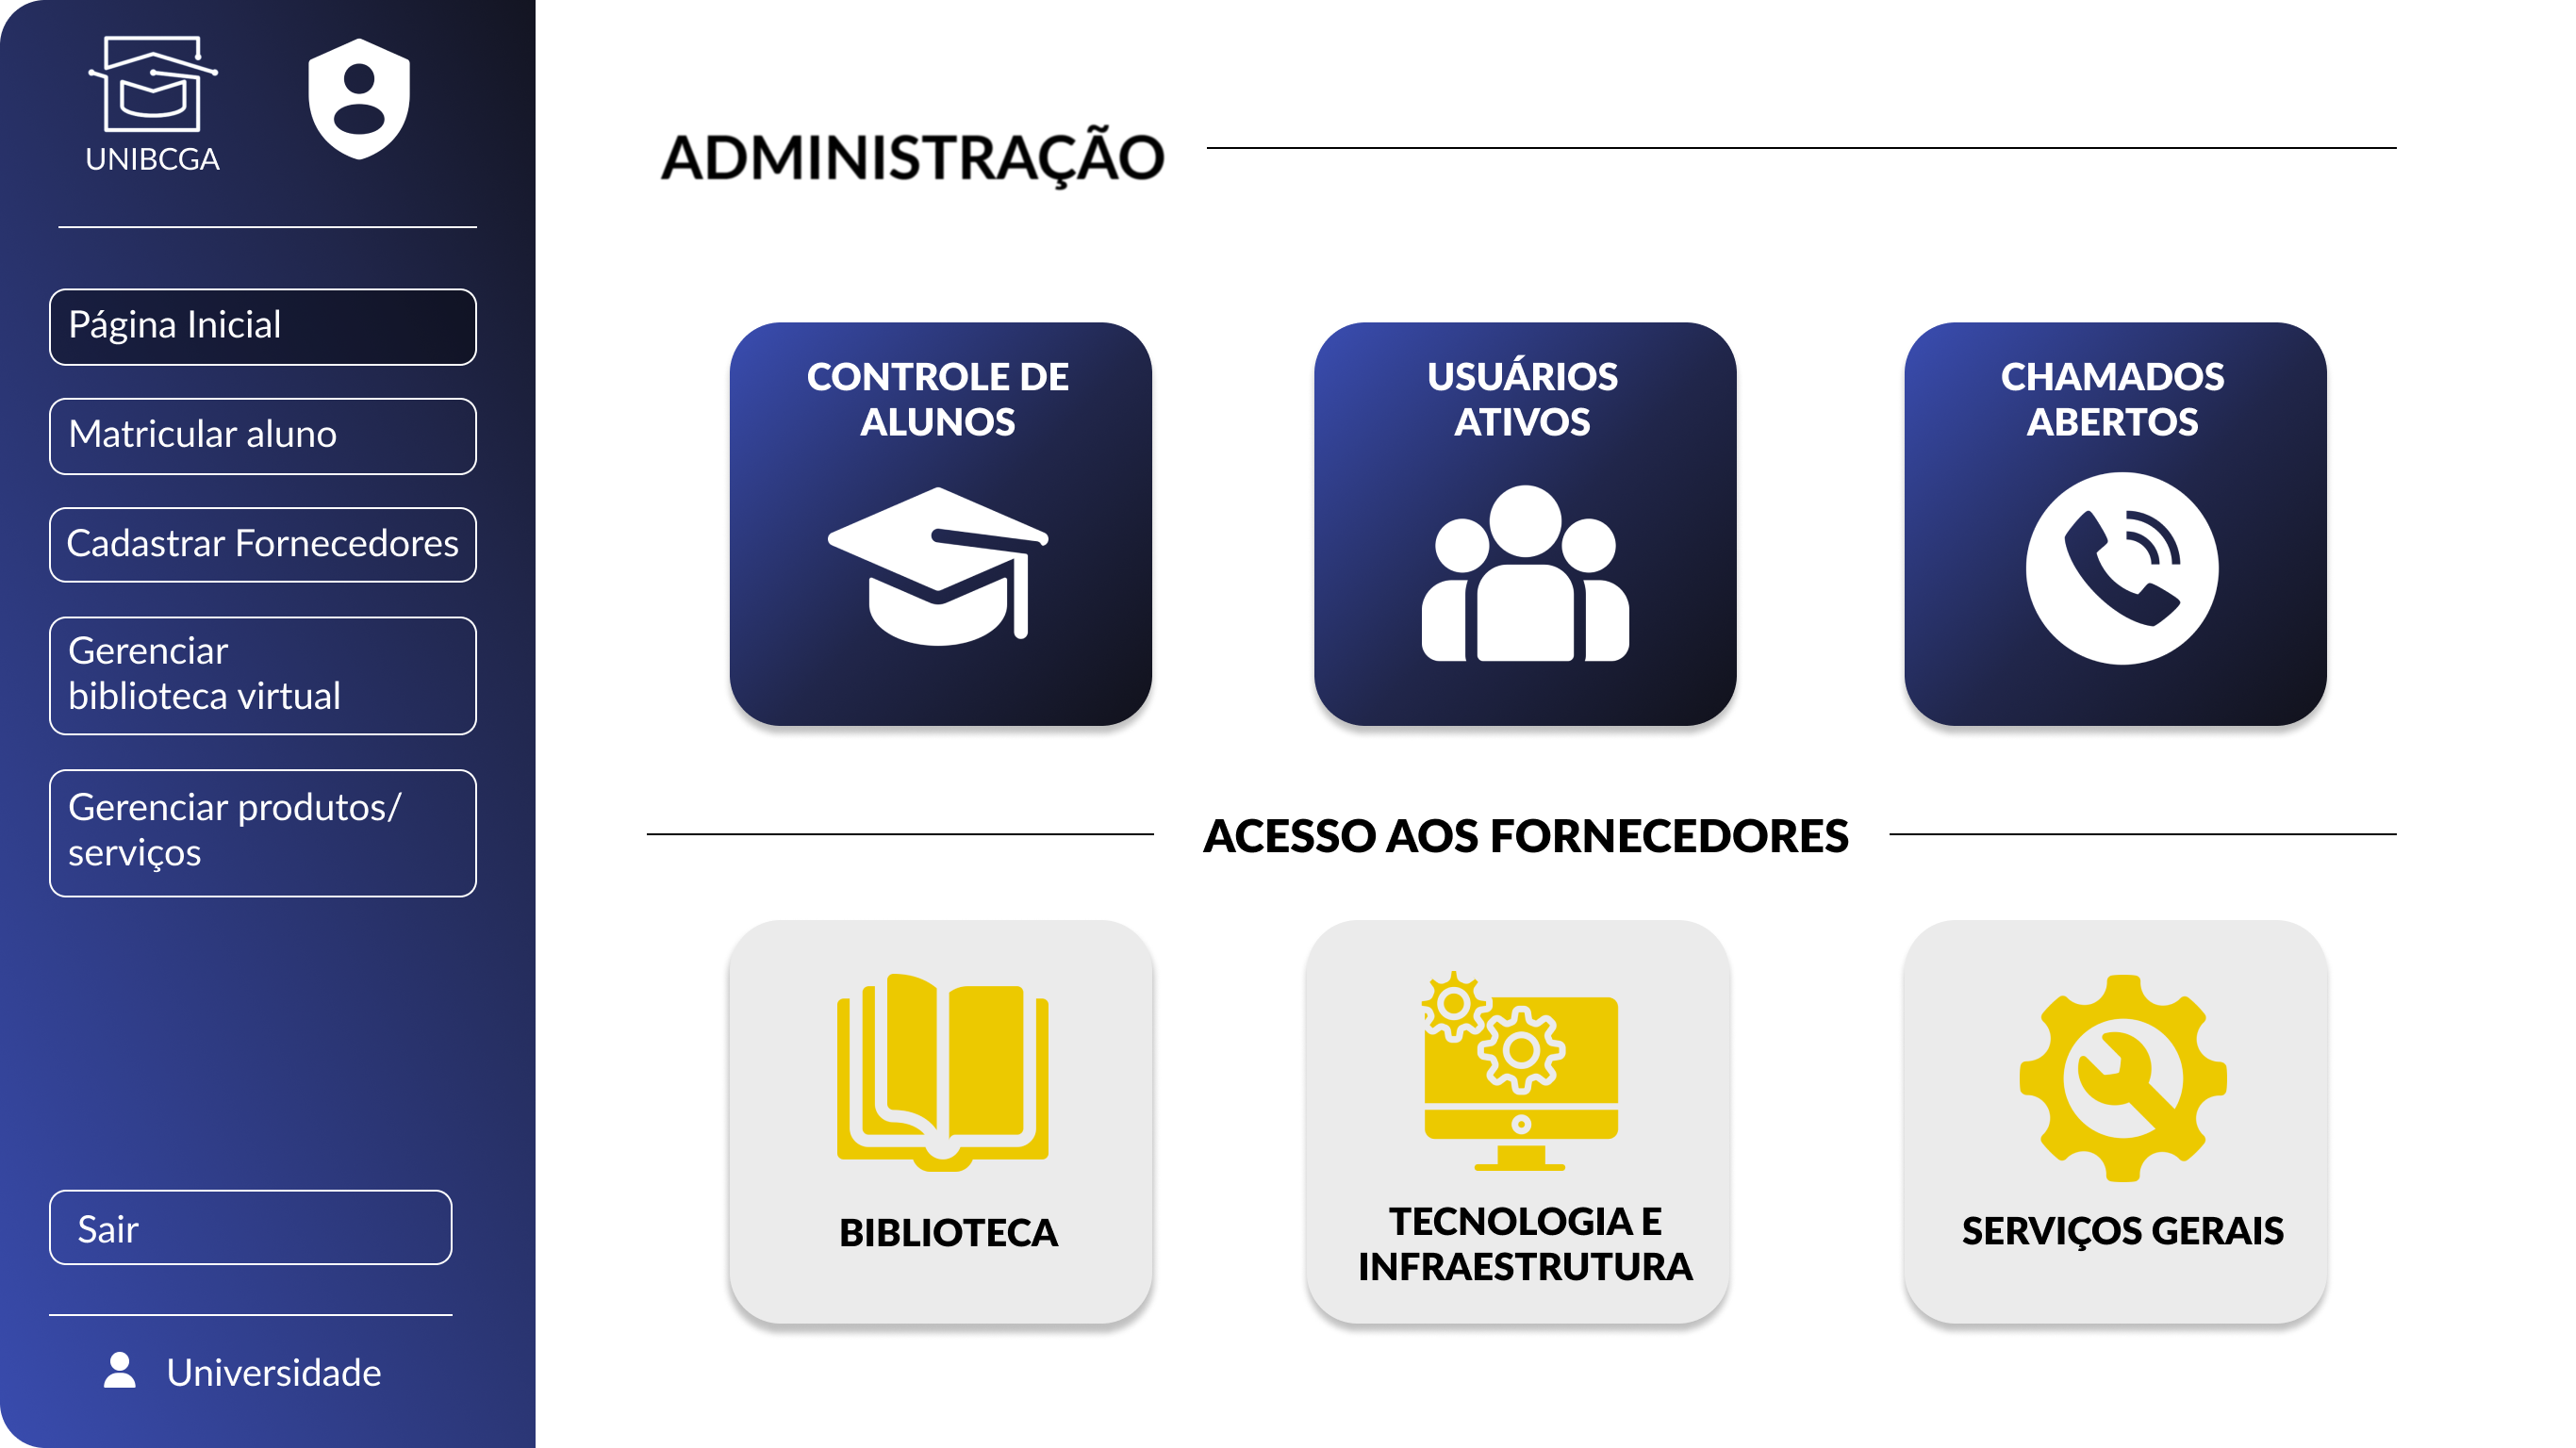 UNIBCGA
Página Inicial
Matricular aluno
Cadastrar Fornecedores
Gerenciar
biblioteca virtual
Gerenciar produtos/
serviços
Sair
Universidade
ADMINISTRAÇÃO
CONTROLE DE
ALUNOS
USUÁRIOS
ATIVOS
CHAMADOS
ABERTOS
ACESSO AOS FORNECEDORES
BIBLIOTECA
TECNOLOGIA E
INFRAESTRUTURA
SERVIÇOS GERAIS